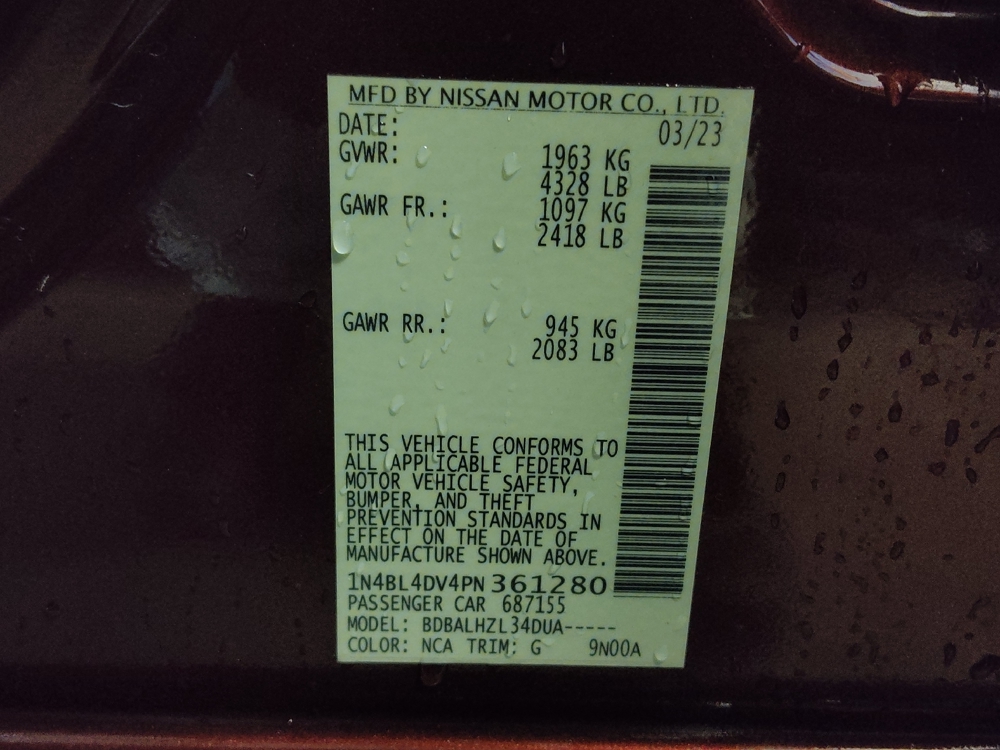 MFD BY NISSAN MOTOR CO., LTD.
DATE: 03/23
GVWR: 1963 KG
4328 LB
GAWR FR.: 1097 KG
2418 LB
GAWR RR.: 945 KG
2083 LB
THIS VEHICLE CONFORMS TO
ALL APPLICABLE FEDERAL
MOTOR VEHICLE SAFETY,
BUMPER, AND THEFT
PREVENTION STANDARDS IN
EFFECT ON THE DATE OF
MANUFACTURE SHOWN ABOVE.
1N4BL4DV4PN361280
PASSENGER CAR 687155
MODEL: BDBALHZL34DUA-----
COLOR: NCA TRIM: G 9N00A